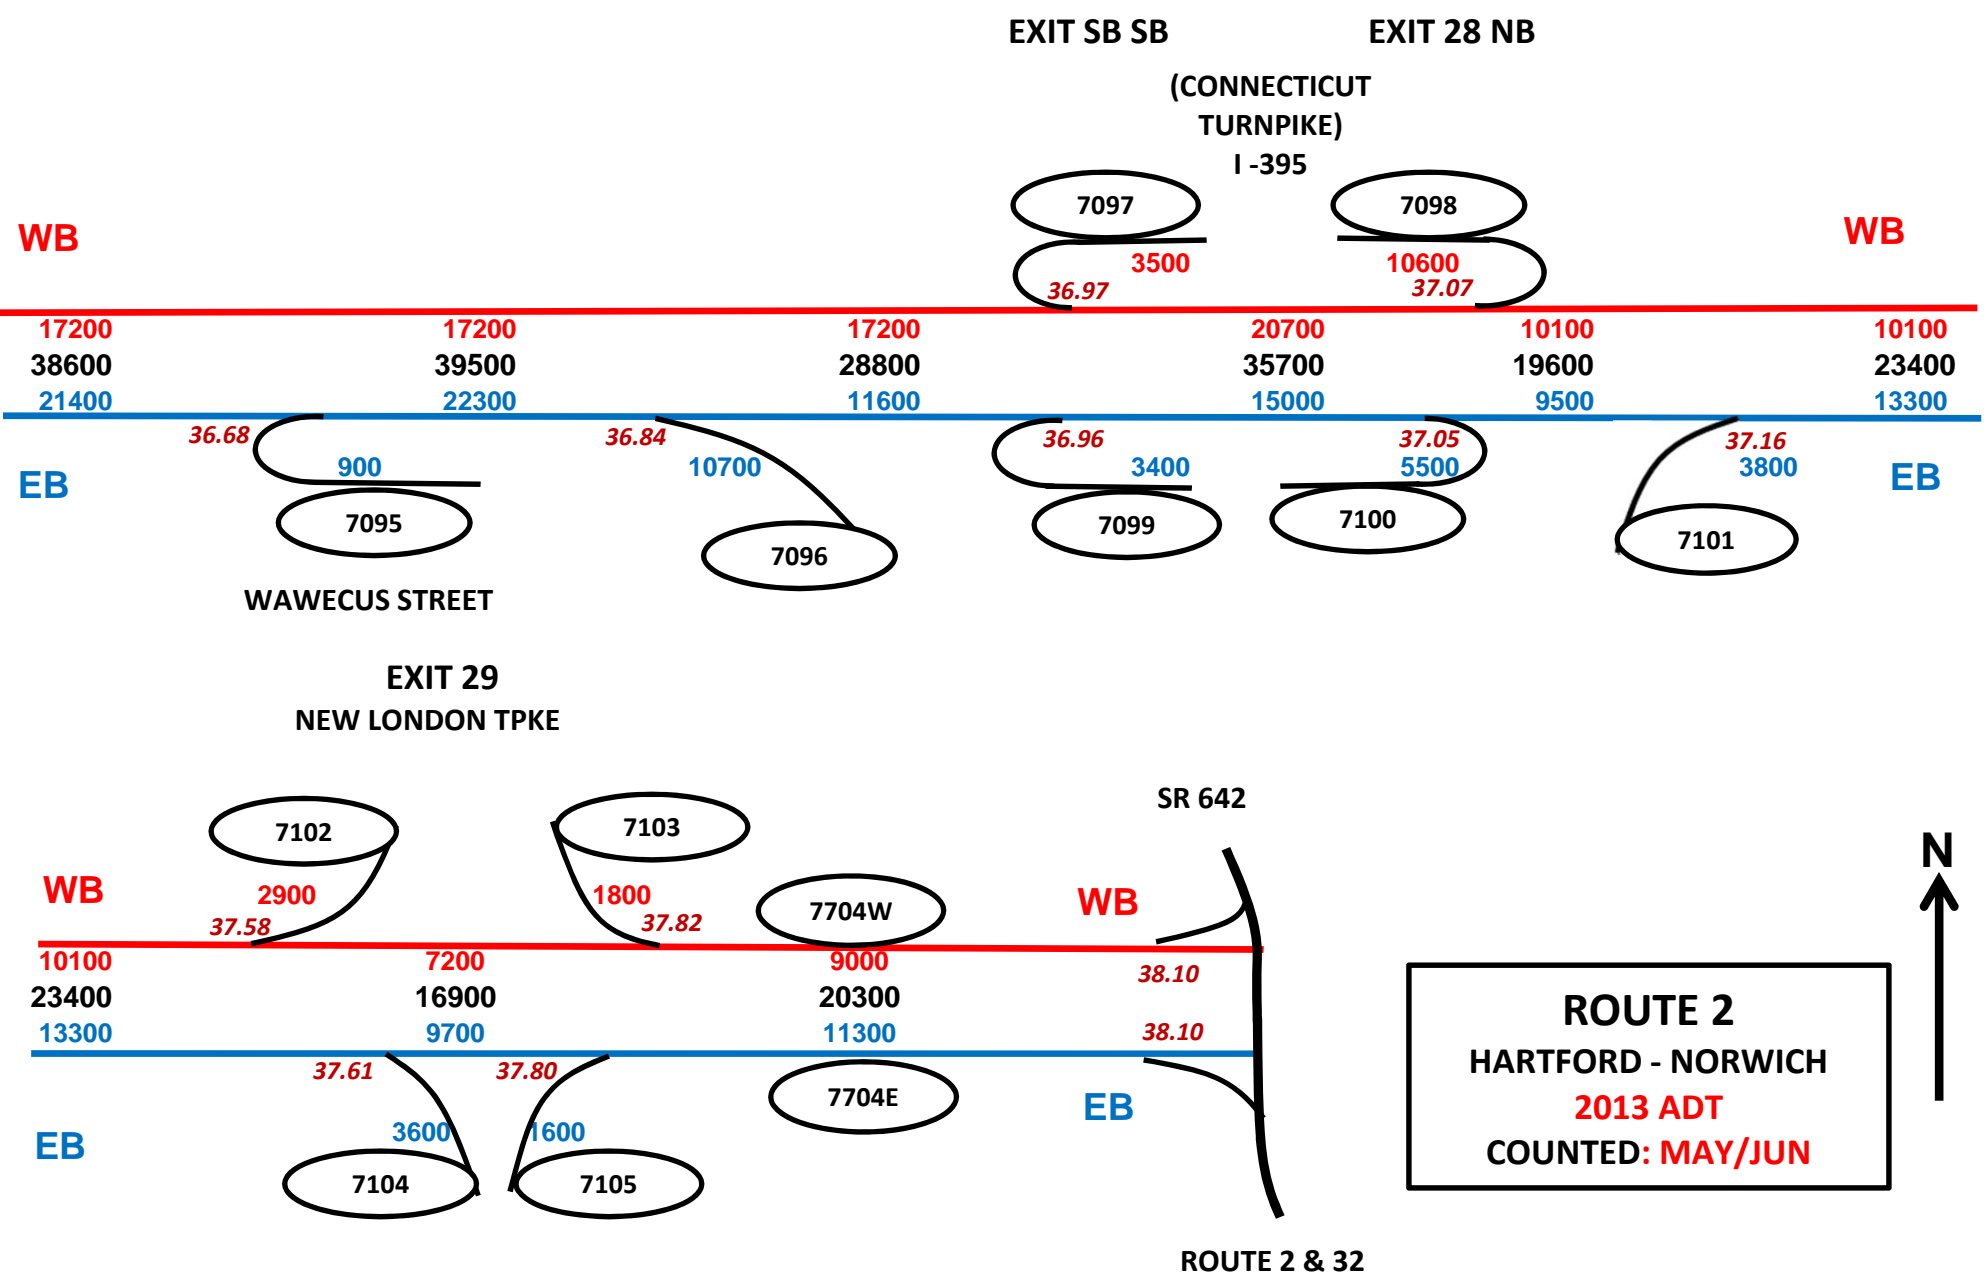 EXIT SB SB EXIT 28 NB
(CONNECTICUT
TURNPIKE)
I -395
7097 7098
WB WB
3500 10600
36.97 37.07
17200 17200 17200 20700 10100 10100
38600 39500 28800 35700 19600 23400
21400 22300 11600 15000 9500 13300
36.68 36.84 36.96 37.05 37.16
EB 900 10700 3400 5500 3800 EB
7095 7096 7099 7100 7101
WAWECUS STREET
EXIT 29
NEW LONDON TPKE
SR 642
7102 7103
N
WB 2900 1800 7704W WB
37.58 37.82
10100 7200 9000 38.10
23400 16900 20300
13300 9700 11300 38.10
37.61 37.80
7704E EB
EB 3600 1600
7104 7105
ROUTE 2
HARTFORD - NORWICH
2013 ADT
COUNTED: MAY/JUN
ROUTE 2 & 32